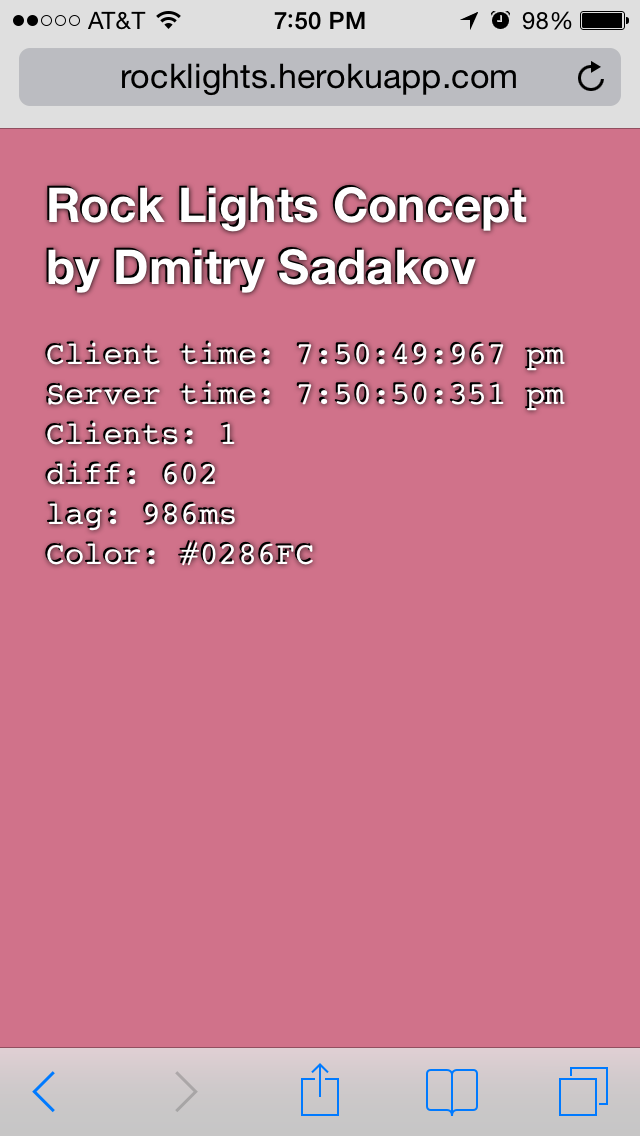 AT&T 7:50 PM 98%
rocklights.herokuapp.com
Rock Lights Concept
by Dmitry Sadakov
Client time: 7:50:49:967 pm
Server time: 7:50:50:351 pm
Clients: 1
diff: 602
lag: 986ms
Color: #0286FC